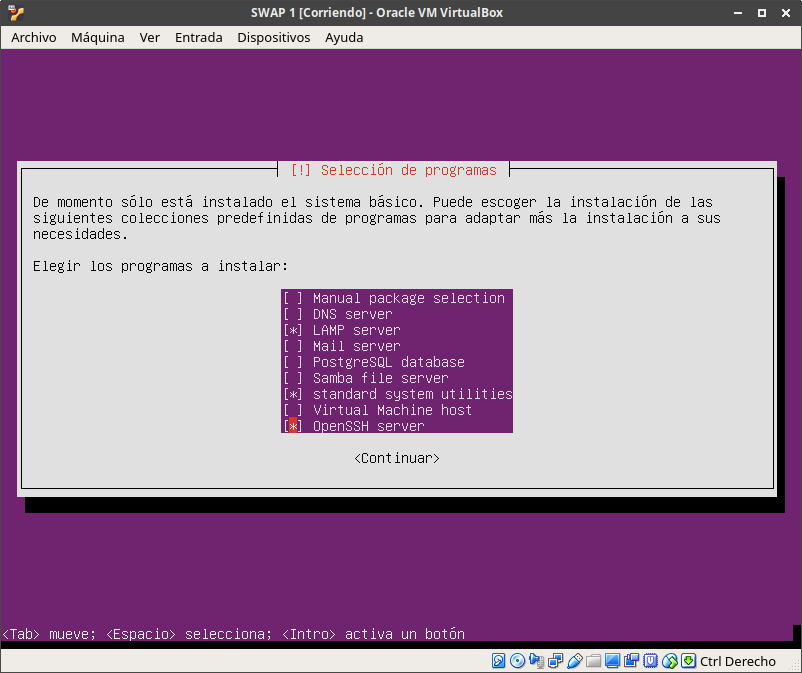 SWAP 1 [Corriendo] - Oracle VM VirtualBox
Archivo Máquina Ver Entrada Dispositivos Ayuda
[!] Selección de programas
De momento sólo está instalado el sistema básico. Puede escoger la instalación de las
siguientes colecciones predefinidas de programas para adaptar más la instalación a sus
necesidades.
Elegir los programas a instalar:
[ ] Manual package selection
[ ] DNS server
[*] LAMP server
[ ] Mail server
[ ] PostgreSQL database
[ ] Samba file server
[*] standard system utilities
[ ] Virtual Machine host
[*] OpenSSH server
<Continuar>
<Tab> mueve; <Espacio> selecciona; <Intro> activa un botón
Ctrl Derecho